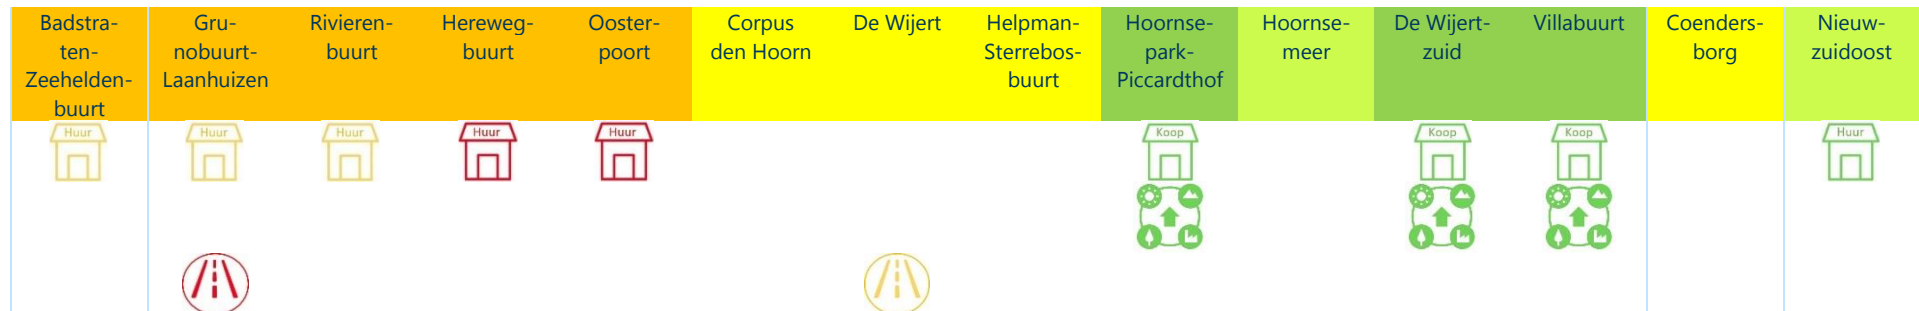 Badstra-
ten-
Zeehelden-
buurt
Gru-
nobuurt-
Laanhuizen
Rivieren-
buurt
Hereweg-
buurt
Ooster-
poort
Corpus
den Hoorn
De Wijert
Helpman-
Sterrebos-
buurt
Hoornse-
park-
Piccardthof
Hoornse-
meer
De Wijert-
zuid
Villabuurt
Coenders-
borg
Nieuw-
zuidoost
Huur
Huur
Huur
Huur
Huur
Koop
Koop
Koop
Huur